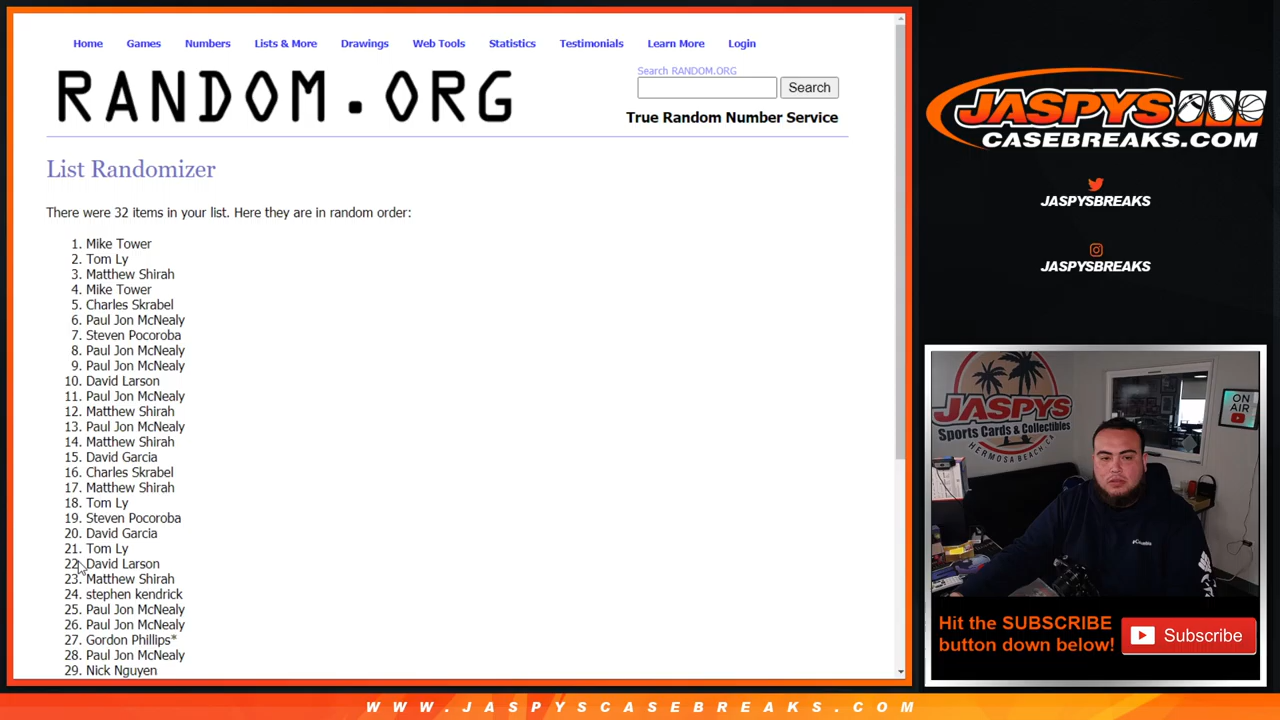 Home Games Numbers Lists & More Drawings Web Tools Statistics Testimonials Learn More Login
RANDOM.ORG
Search RANDOM.ORG
Search
True Random Number Service
List Randomizer
There were 32 items in your list. Here they are in random order:
1. Mike Tower
2. Tom Ly
3. Matthew Shirah
4. Mike Tower
5. Charles Skrabel
6. Paul Jon McNealy
7. Steven Pocoroba
8. Paul Jon McNealy
9. Paul Jon McNealy
10. David Larson
11. Paul Jon McNealy
12. Matthew Shirah
13. Paul Jon McNealy
14. Matthew Shirah
15. David Garcia
16. Charles Skrabel
17. Matthew Shirah
18. Tom Ly
19. Steven Pocoroba
20. David Garcia
21. Tom Ly
22. David Larson
23. Matthew Shirah
24. stephen kendrick
25. Paul Jon McNealy
26. Paul Jon McNealy
27. Gordon Phillips*
28. Paul Jon McNealy
29. Nick Nguyen
JASPYS
CASEBREAKS.COM
JASPYSBREAKS
JASPYSBREAKS
JASPYS
Sports Cards & Collectibles
HERMOSA BEACH, CA
ON
AIR
Hit the SUBSCRIBE
button down below!
Subscribe
WWW.JASPYSCASEBREAKS.COM